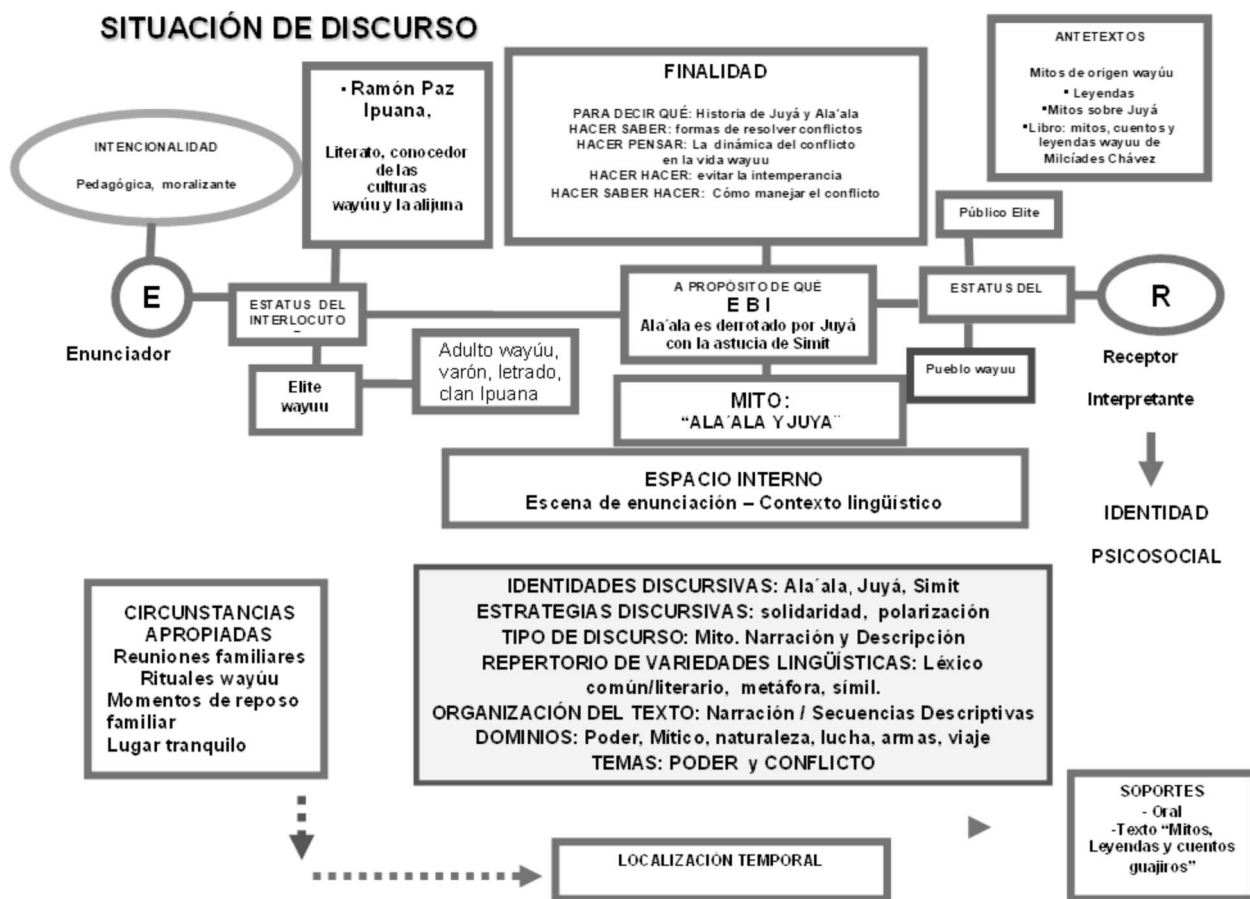 SITUACIÓN DE DISCURSO
INTENCIONALIDAD
Pedagógica, moralizante
▪ Ramón Paz
Ipuana,
Literato, conocedor
de las
culturas
wayúu y la alijuna
FINALIDAD
PARA DECIR QUÉ: Historia de Juyá y Ala´ala
HACER SABER: formas de resolver conflictos
HACER PENSAR: La dinámica del conflicto
en la vida wayuu
HACER HACER: evitar la intemperancia
HACER SABER HACER: Cómo manejar el conflicto
ANTETEXTOS
Mitos de origen wayúu
▪ Leyendas
▪Mitos sobre Juyá
▪Libro: mitos, cuentos y
leyendas wayuu de
Milcíades Chávez
E
Enunciador
ESTATUS DEL
INTERLOCUTO
Elite
wayuu
Adulto wayúu,
varón, letrado,
clan Ipuana
A PROPÓSITO DE QUÉ
E B I
Ala´ala es derrotado por Juyá
con la astucia de Simit
MITO:
“ALA´ALA Y JUYA¨
Público Elite
ESTATUS DEL
Pueblo wayuu
R
Receptor
Interpretante
IDENTIDAD
PSICOSOCIAL
ESPACIO INTERNO
Escena de enunciación – Contexto lingüístico
CIRCUNSTANCIAS
APROPIADAS
Reuniones familiares
Rituales wayúu
Momentos de reposo
familiar
Lugar tranquilo
IDENTIDADES DISCURSIVAS: Ala´ala, Juyá, Simit
ESTRATEGIAS DISCURSIVAS: solidaridad, polarización
TIPO DE DISCURSO: Mito. Narración y Descripción
REPERTORIO DE VARIEDADES LINGÜÍSTICAS: Léxico
común/literario, metáfora, símil.
ORGANIZACIÓN DEL TEXTO: Narración / Secuencias Descriptivas
DOMINIOS: Poder, Mítico, naturaleza, lucha, armas, viaje
TEMAS: PODER y CONFLICTO
LOCALIZACIÓN TEMPORAL
SOPORTES
- Oral
-Texto “Mitos,
Leyendas y cuentos
guajiros”